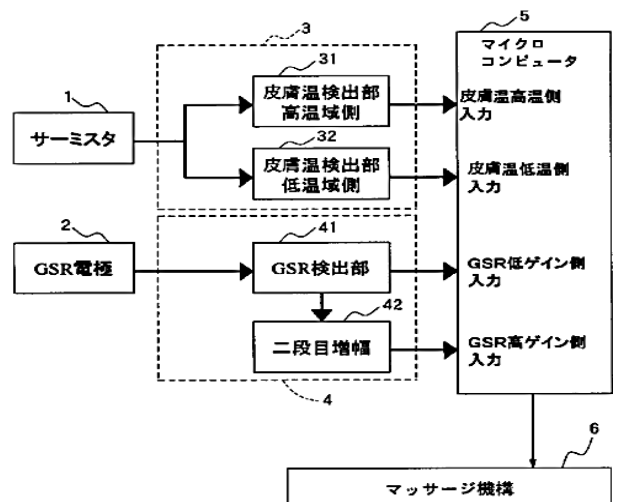 3
5
31
マイクロ
コンピュータ
1
皮膚温検出部
高温域側
皮膚温高温側
入力
サーミスタ
32
皮膚温検出部
低温域側
皮膚温低温側
入力
2
41
GSR電極
GSR検出部
GSR低ゲイン側
入力
42
二段目増幅
GSR高ゲイン側
入力
4
6
マッサージ機構